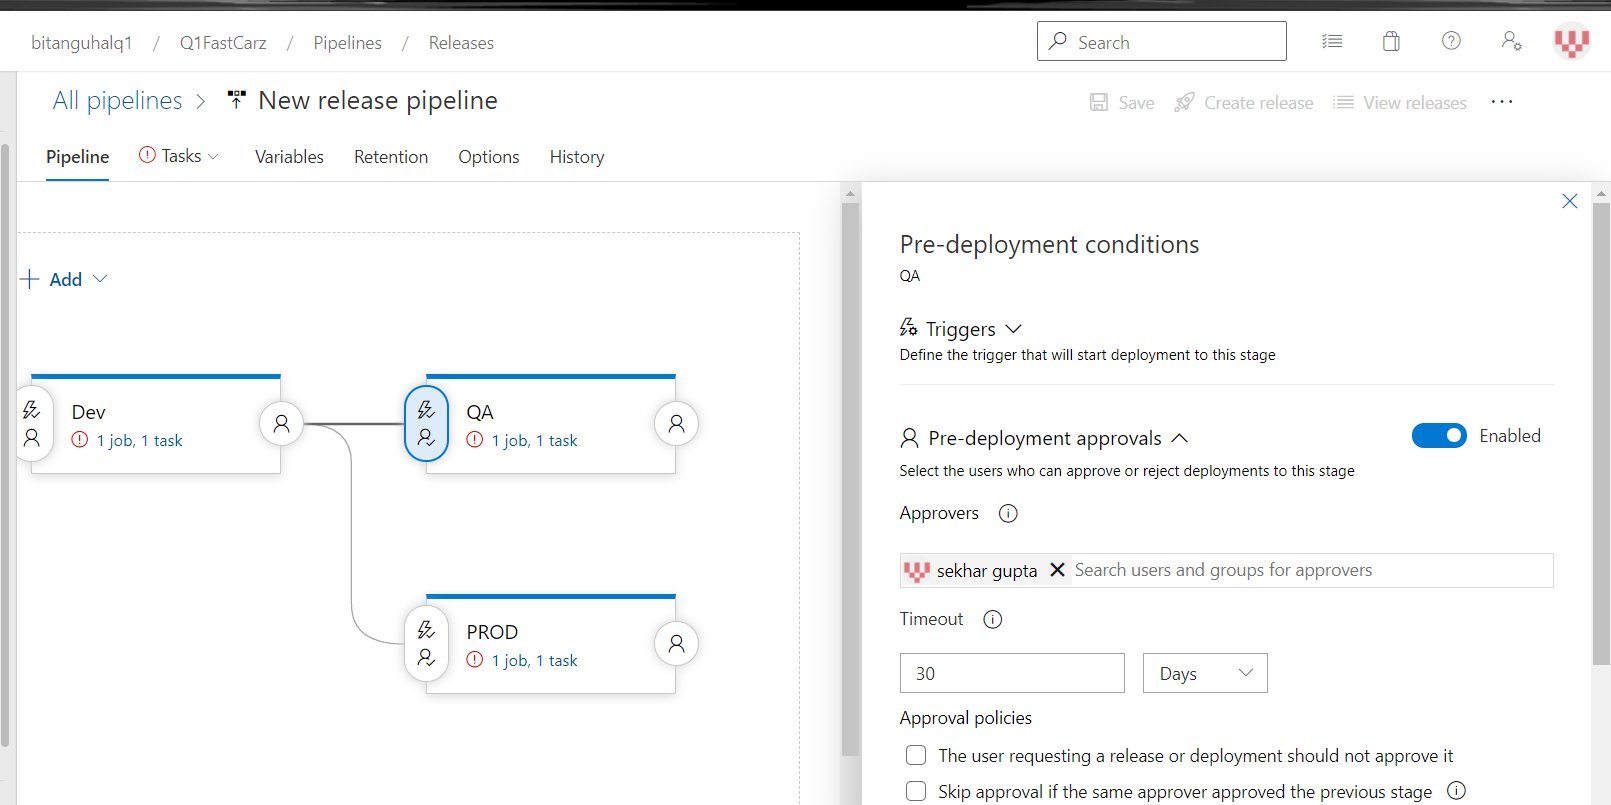 bitanguhalq1 / Q1FastCarz / Pipelines / Releases
Search
All pipelines > New release pipeline
Save Create release View releases ...
Pipeline Tasks Variables Retention Options History
Add
Dev
1 job, 1 task
QA
1 job, 1 task
PROD
1 job, 1 task
Pre-deployment conditions
QA
Triggers
Define the trigger that will start deployment to this stage
Pre-deployment approvals
Enabled
Select the users who can approve or reject deployments to this stage
Approvers
sekhar gupta Search users and groups for approvers
Timeout
30 Days
Approval policies
The user requesting a release or deployment should not approve it
Skip approval if the same approver approved the previous stage